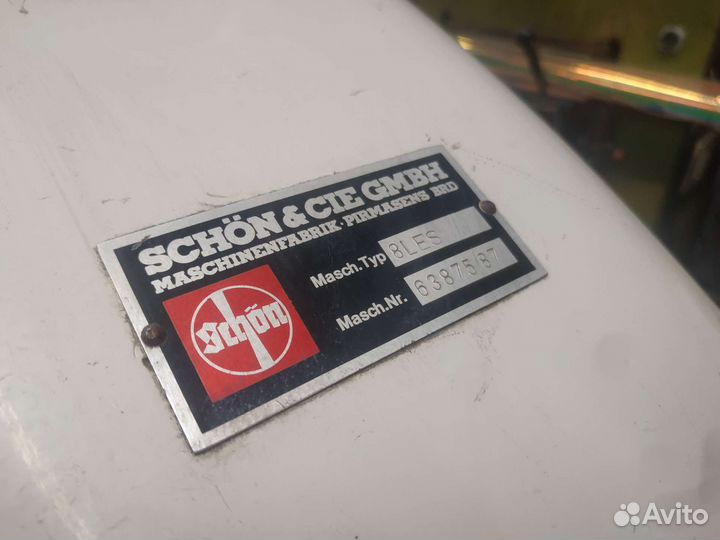 SCHÖN & CIE GMBH
MASCHINENFABRIK · PIRMASENS BRD
Masch.Typ 8LES
Masch.Nr. 6387587
Schön
Avito